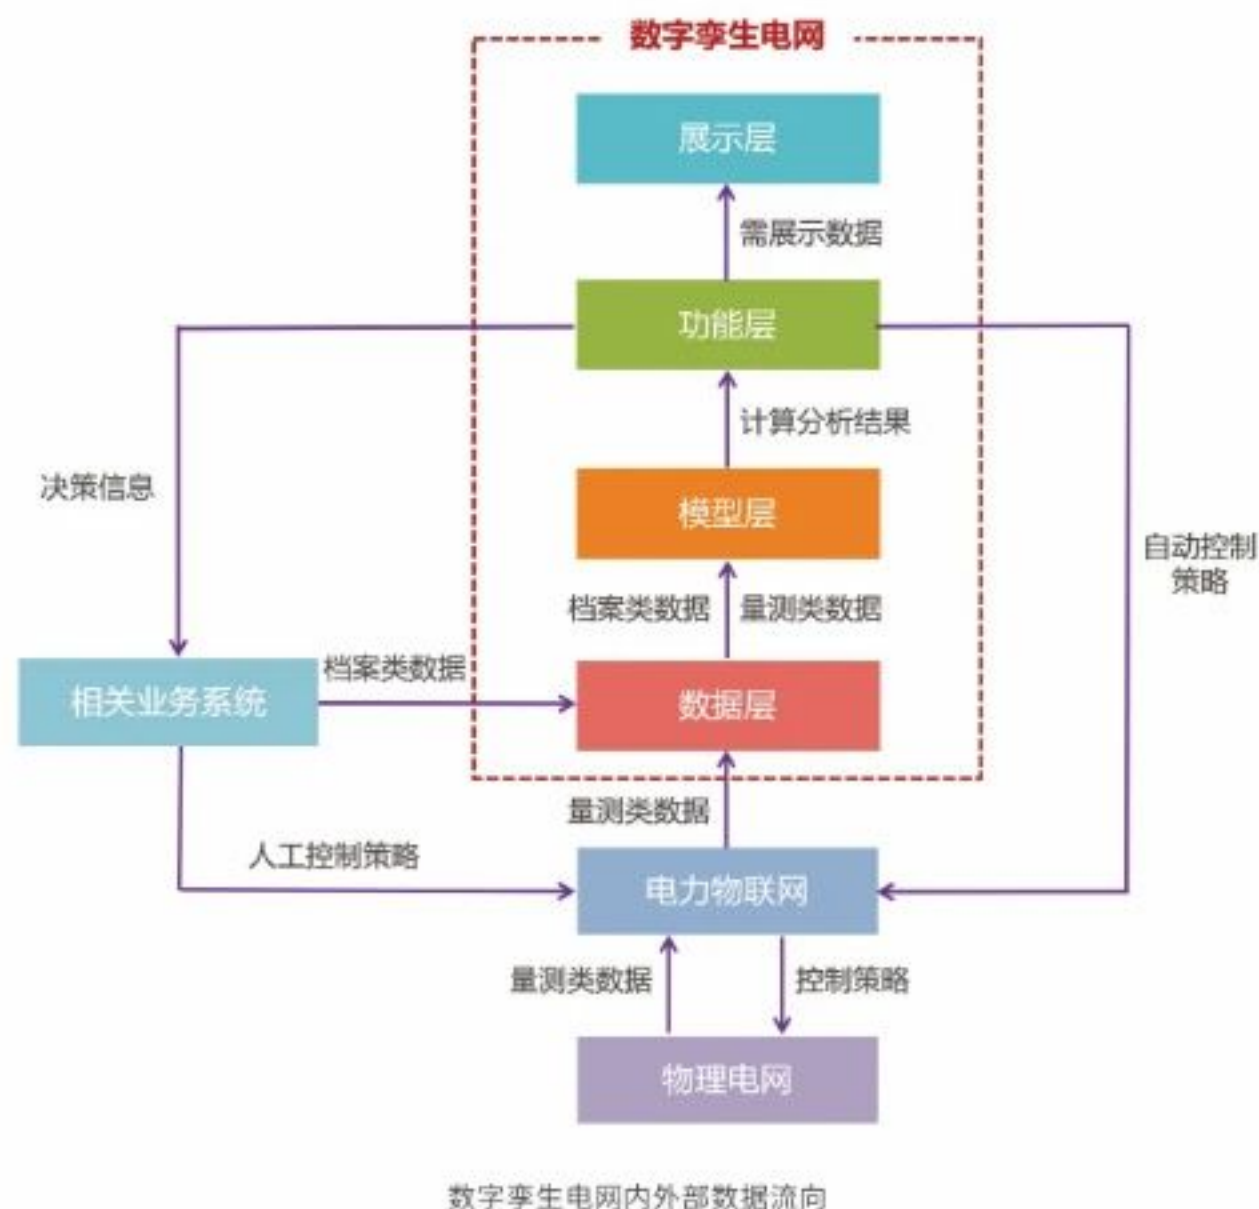 数字孪生电网
展示层
需展示数据
功能层
计算分析结果
决策信息
模型层
自动控制
策略
档案类数据 量测类数据
档案类数据
相关业务系统
数据层
量测类数据
人工控制策略
电力物联网
量测类数据
控制策略
物理电网
数字孪生电网内外部数据流向